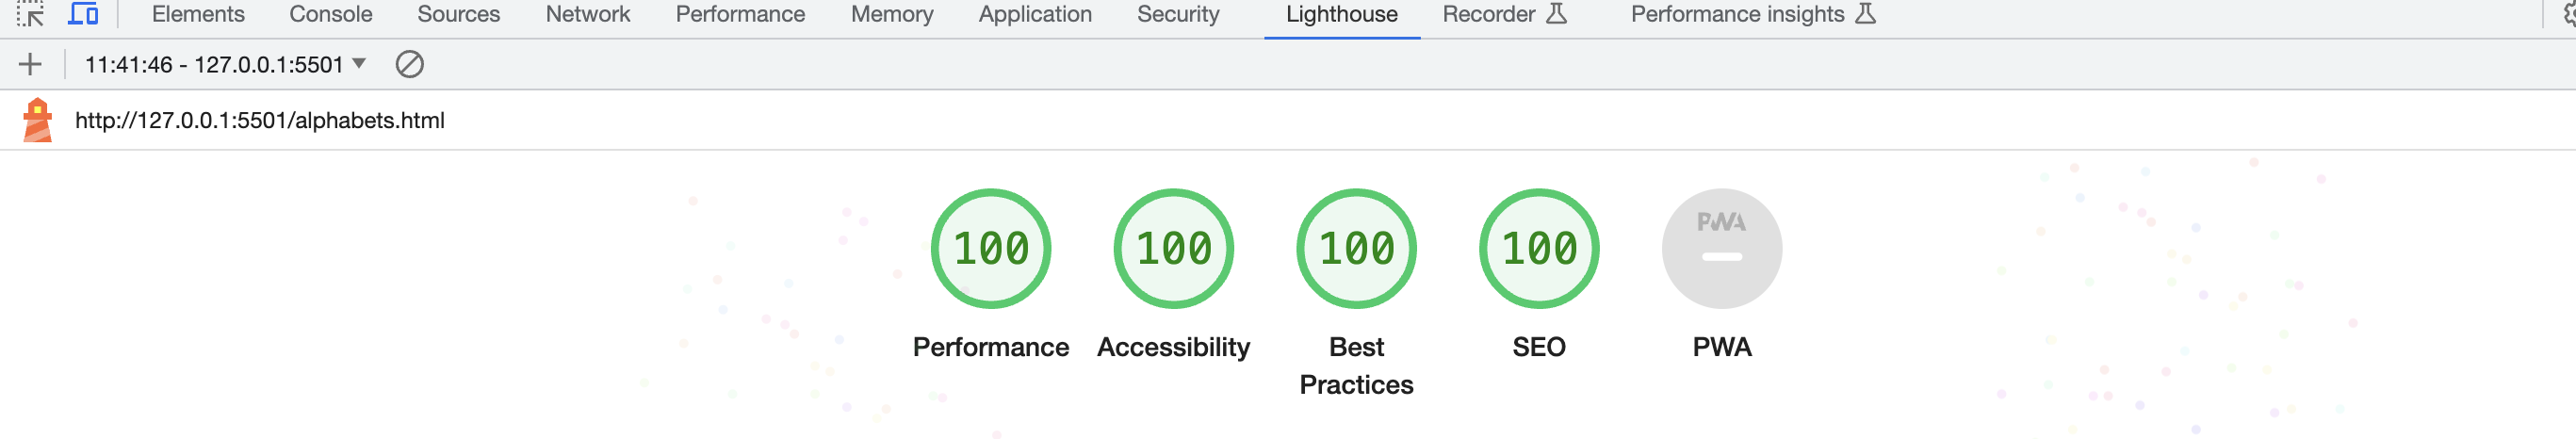 Elements Console Sources Network Performance Memory Application Security Lighthouse Recorder Performance insights
11:41:46 - 127.0.0.1:5501
http://127.0.0.1:5501/alphabets.html
100 100 100 100 PWA
Performance Accessibility Best SEO PWA
Practices